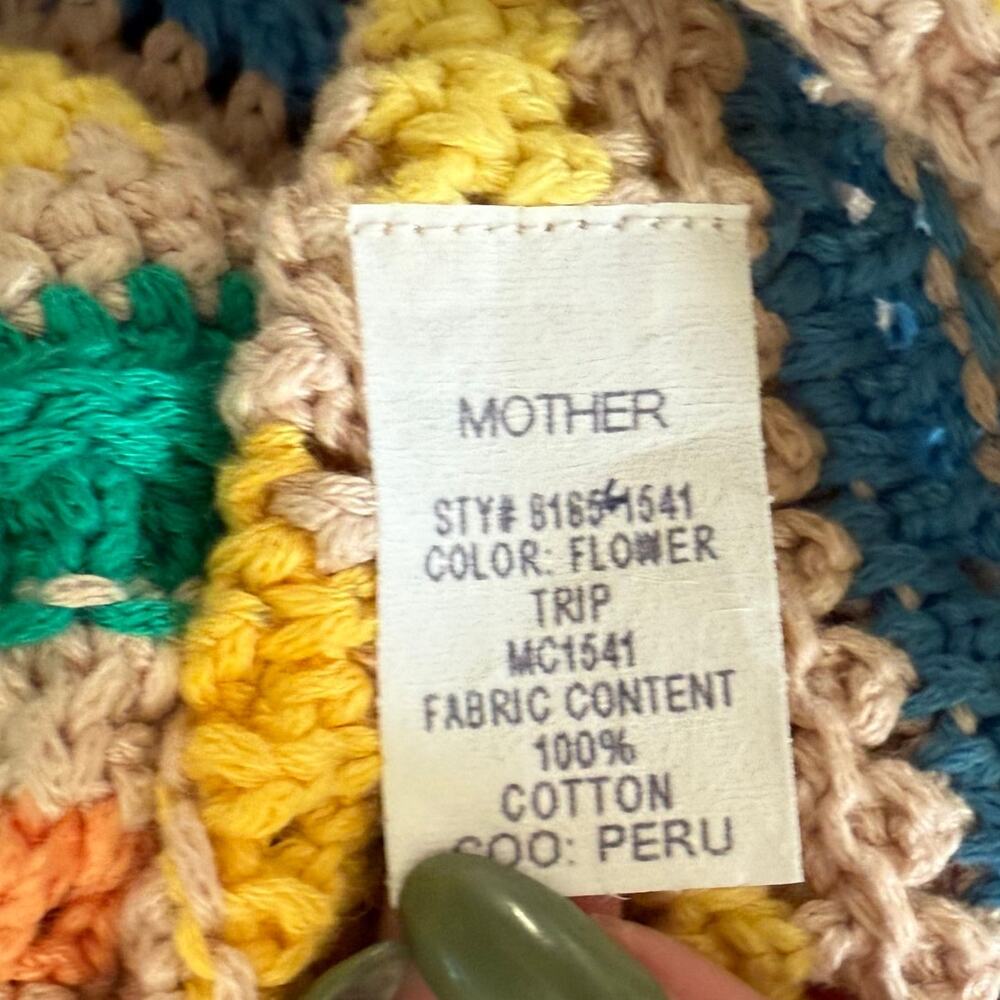 MOTHER
STY# 8165-1541
COLOR: FLOWER
TRIP
MC1541
FABRIC CONTENT
100%
COTTON
COO: PERU